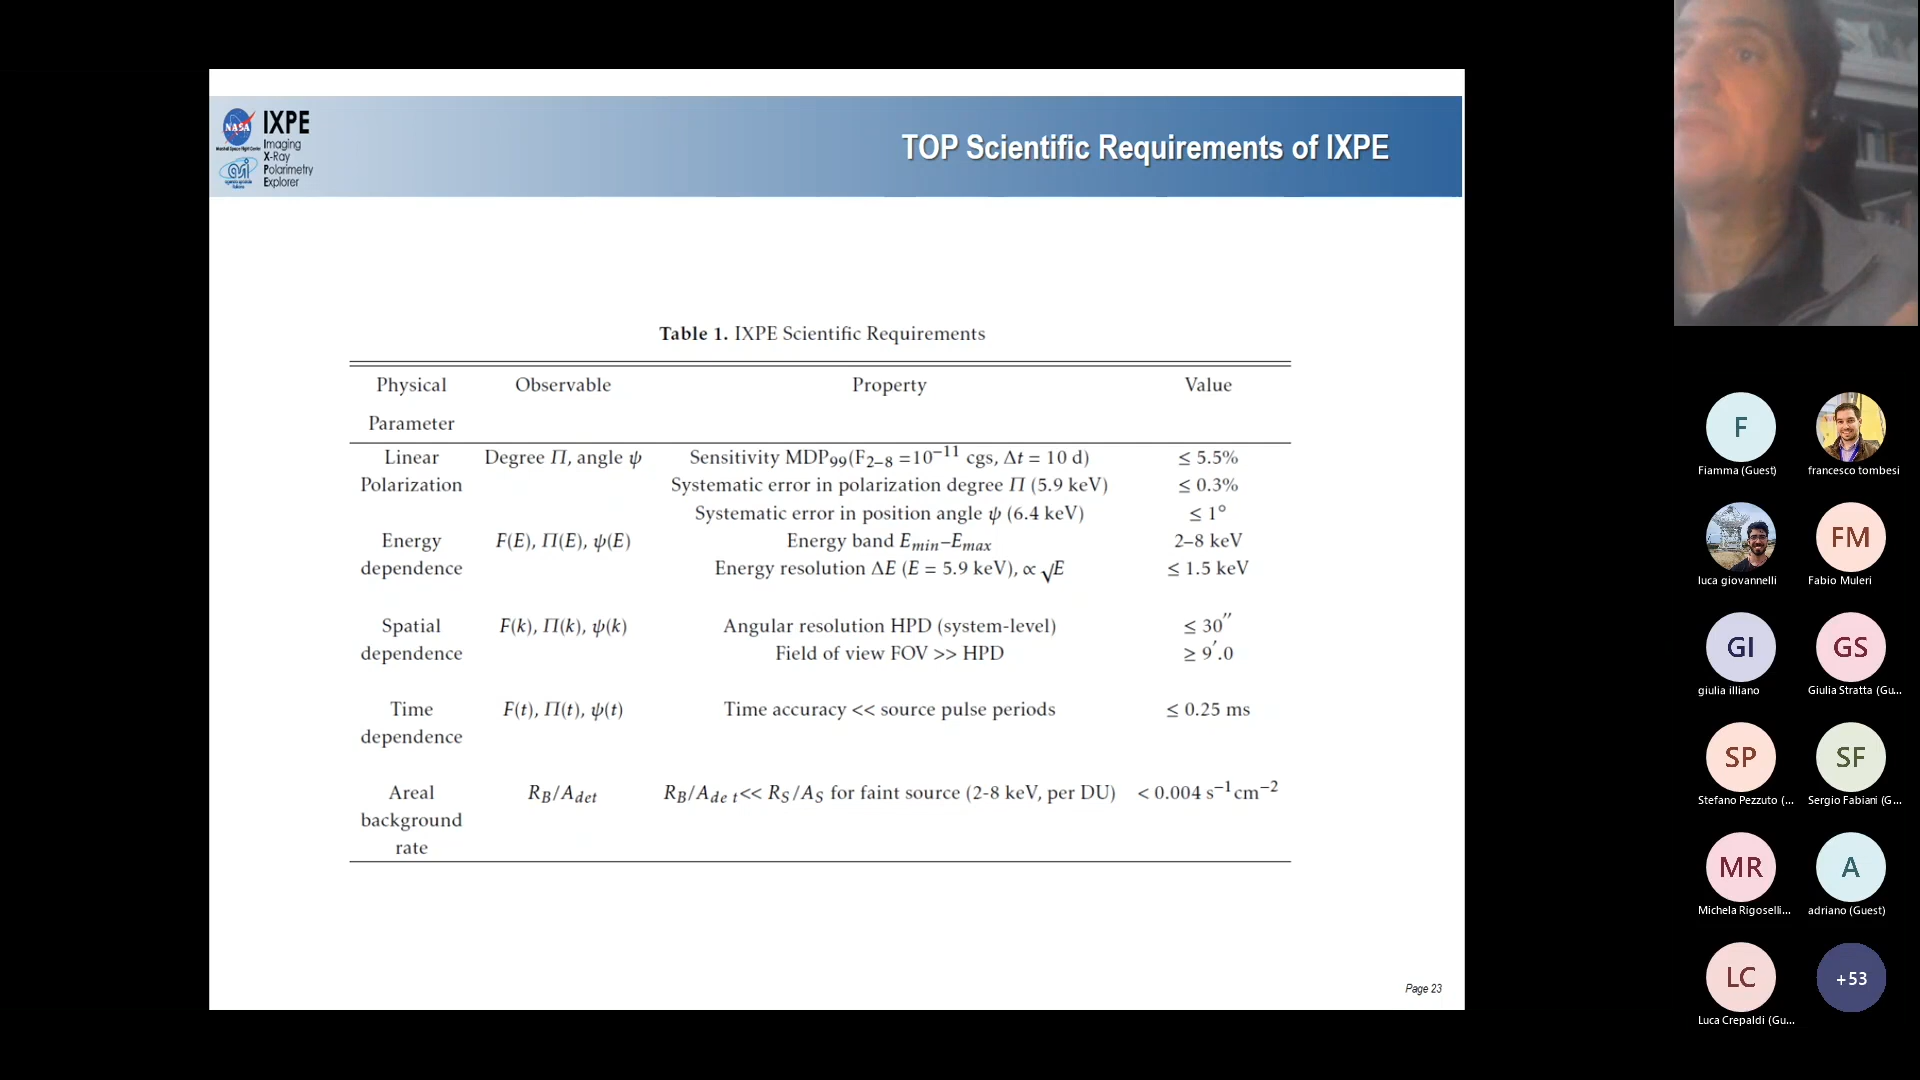 NASA
Marshall Space Flight Center
asi
IXPE
Imaging
X-Ray
Polarimetry
Explorer
TOP Scientific Requirements of IXPE
Table 1. IXPE Scientific Requirements
Physical Parameter Observable Property Value
Linear Polarization Degree Π, angle ψ Sensitivity MDP99(F2−8 =10−11 cgs, Δt = 10 d) ≤ 5.5%
Systematic error in polarization degree Π (5.9 keV) ≤ 0.3%
Systematic error in position angle ψ (6.4 keV) ≤ 1°
Energy dependence F(E), Π(E), ψ(E) Energy band Emin–Emax 2–8 keV
Energy resolution ΔE (E = 5.9 keV), ∝ √E ≤ 1.5 keV
Spatial dependence F(k), Π(k), ψ(k) Angular resolution HPD (system-level) ≤ 30″
Field of view FOV >> HPD ≥ 9′.0
Time dependence F(t), Π(t), ψ(t) Time accuracy << source pulse periods ≤ 0.25 ms
Areal background rate RB/Adet RB/Ade t<< RS/AS for faint source (2-8 keV, per DU) < 0.004 s−1cm−2
Page 23
F
Fiamma (Guest)
francesco tombesi
luca giovannelli
FM
Fabio Muleri
GI
giulia illiano
GS
Giulia Stratta (Gu...
SP
Stefano Pezzuto (...
SF
Sergio Fabiani (G...
MR
Michela Rigoselli...
A
adriano (Guest)
LC
Luca Crepaldi (Gu...
+53